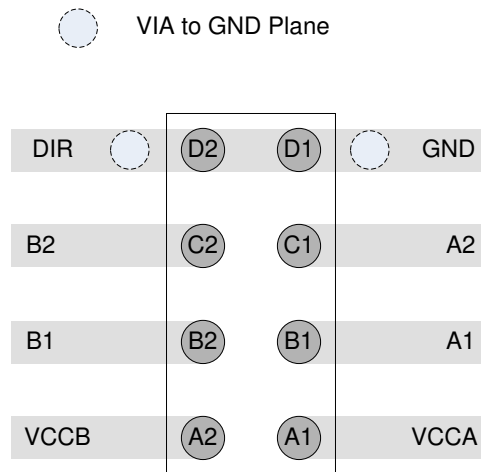 VIA to GND Plane
DIR D2 D1 GND
B2 C2 C1 A2
B1 B2 B1 A1
VCCB A2 A1 VCCA